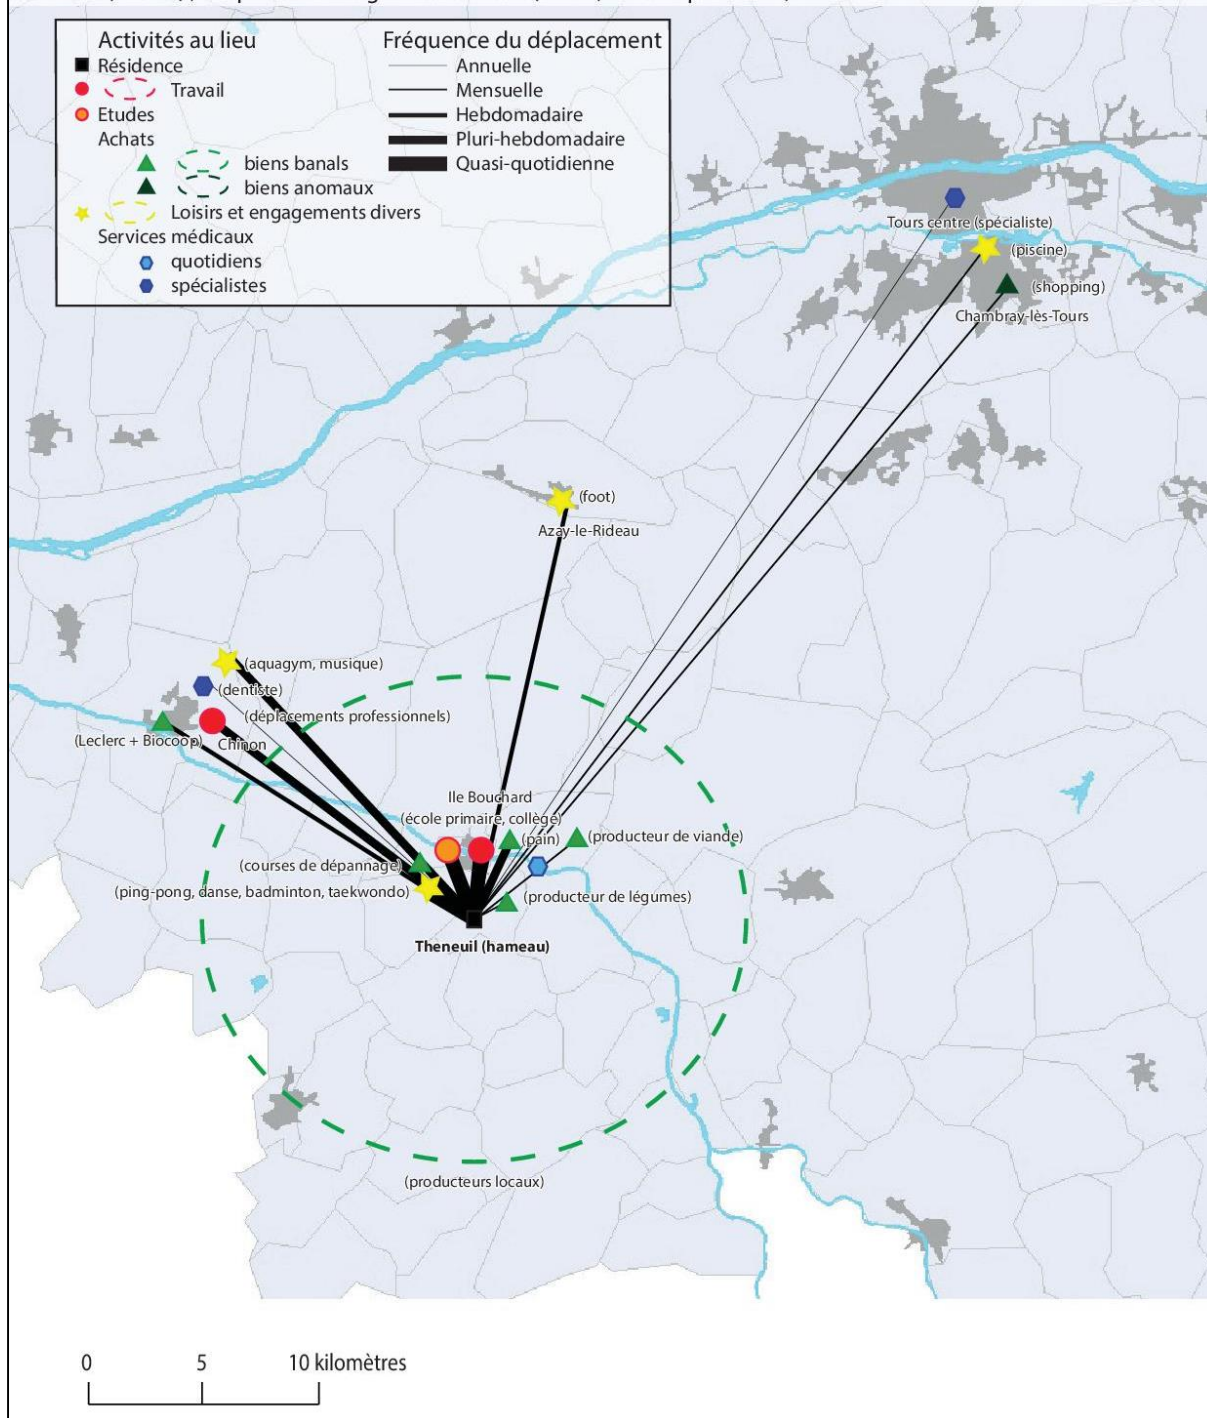 Activités au lieu
Résidence
Travail
Etudes
Achats
biens banals
biens anomaux
Loisirs et engagements divers
Services médicaux
quotidiens
spécialistes
Fréquence du déplacement
Annuelle
Mensuelle
Hebdomadaire
Pluri-hebdomadaire
Quasi-quotidienne
Tours centre (spécialiste)
(piscine)
(shopping)
Chambray-lès-Tours
(foot)
Azay-le-Rideau
(aquagym, musique)
(dentiste)
(déplacements professionnels)
(Leclerc + Biocoop)
Chinon
Ile Bouchard
(école primaire, collège)
(pain)
(producteur de viande)
(courses de dépannage)
(ping-pong, danse, badminton, taekwondo)
(producteur de légumes)
Theneuil (hameau)
(producteurs locaux)
0 5 10 kilomètres